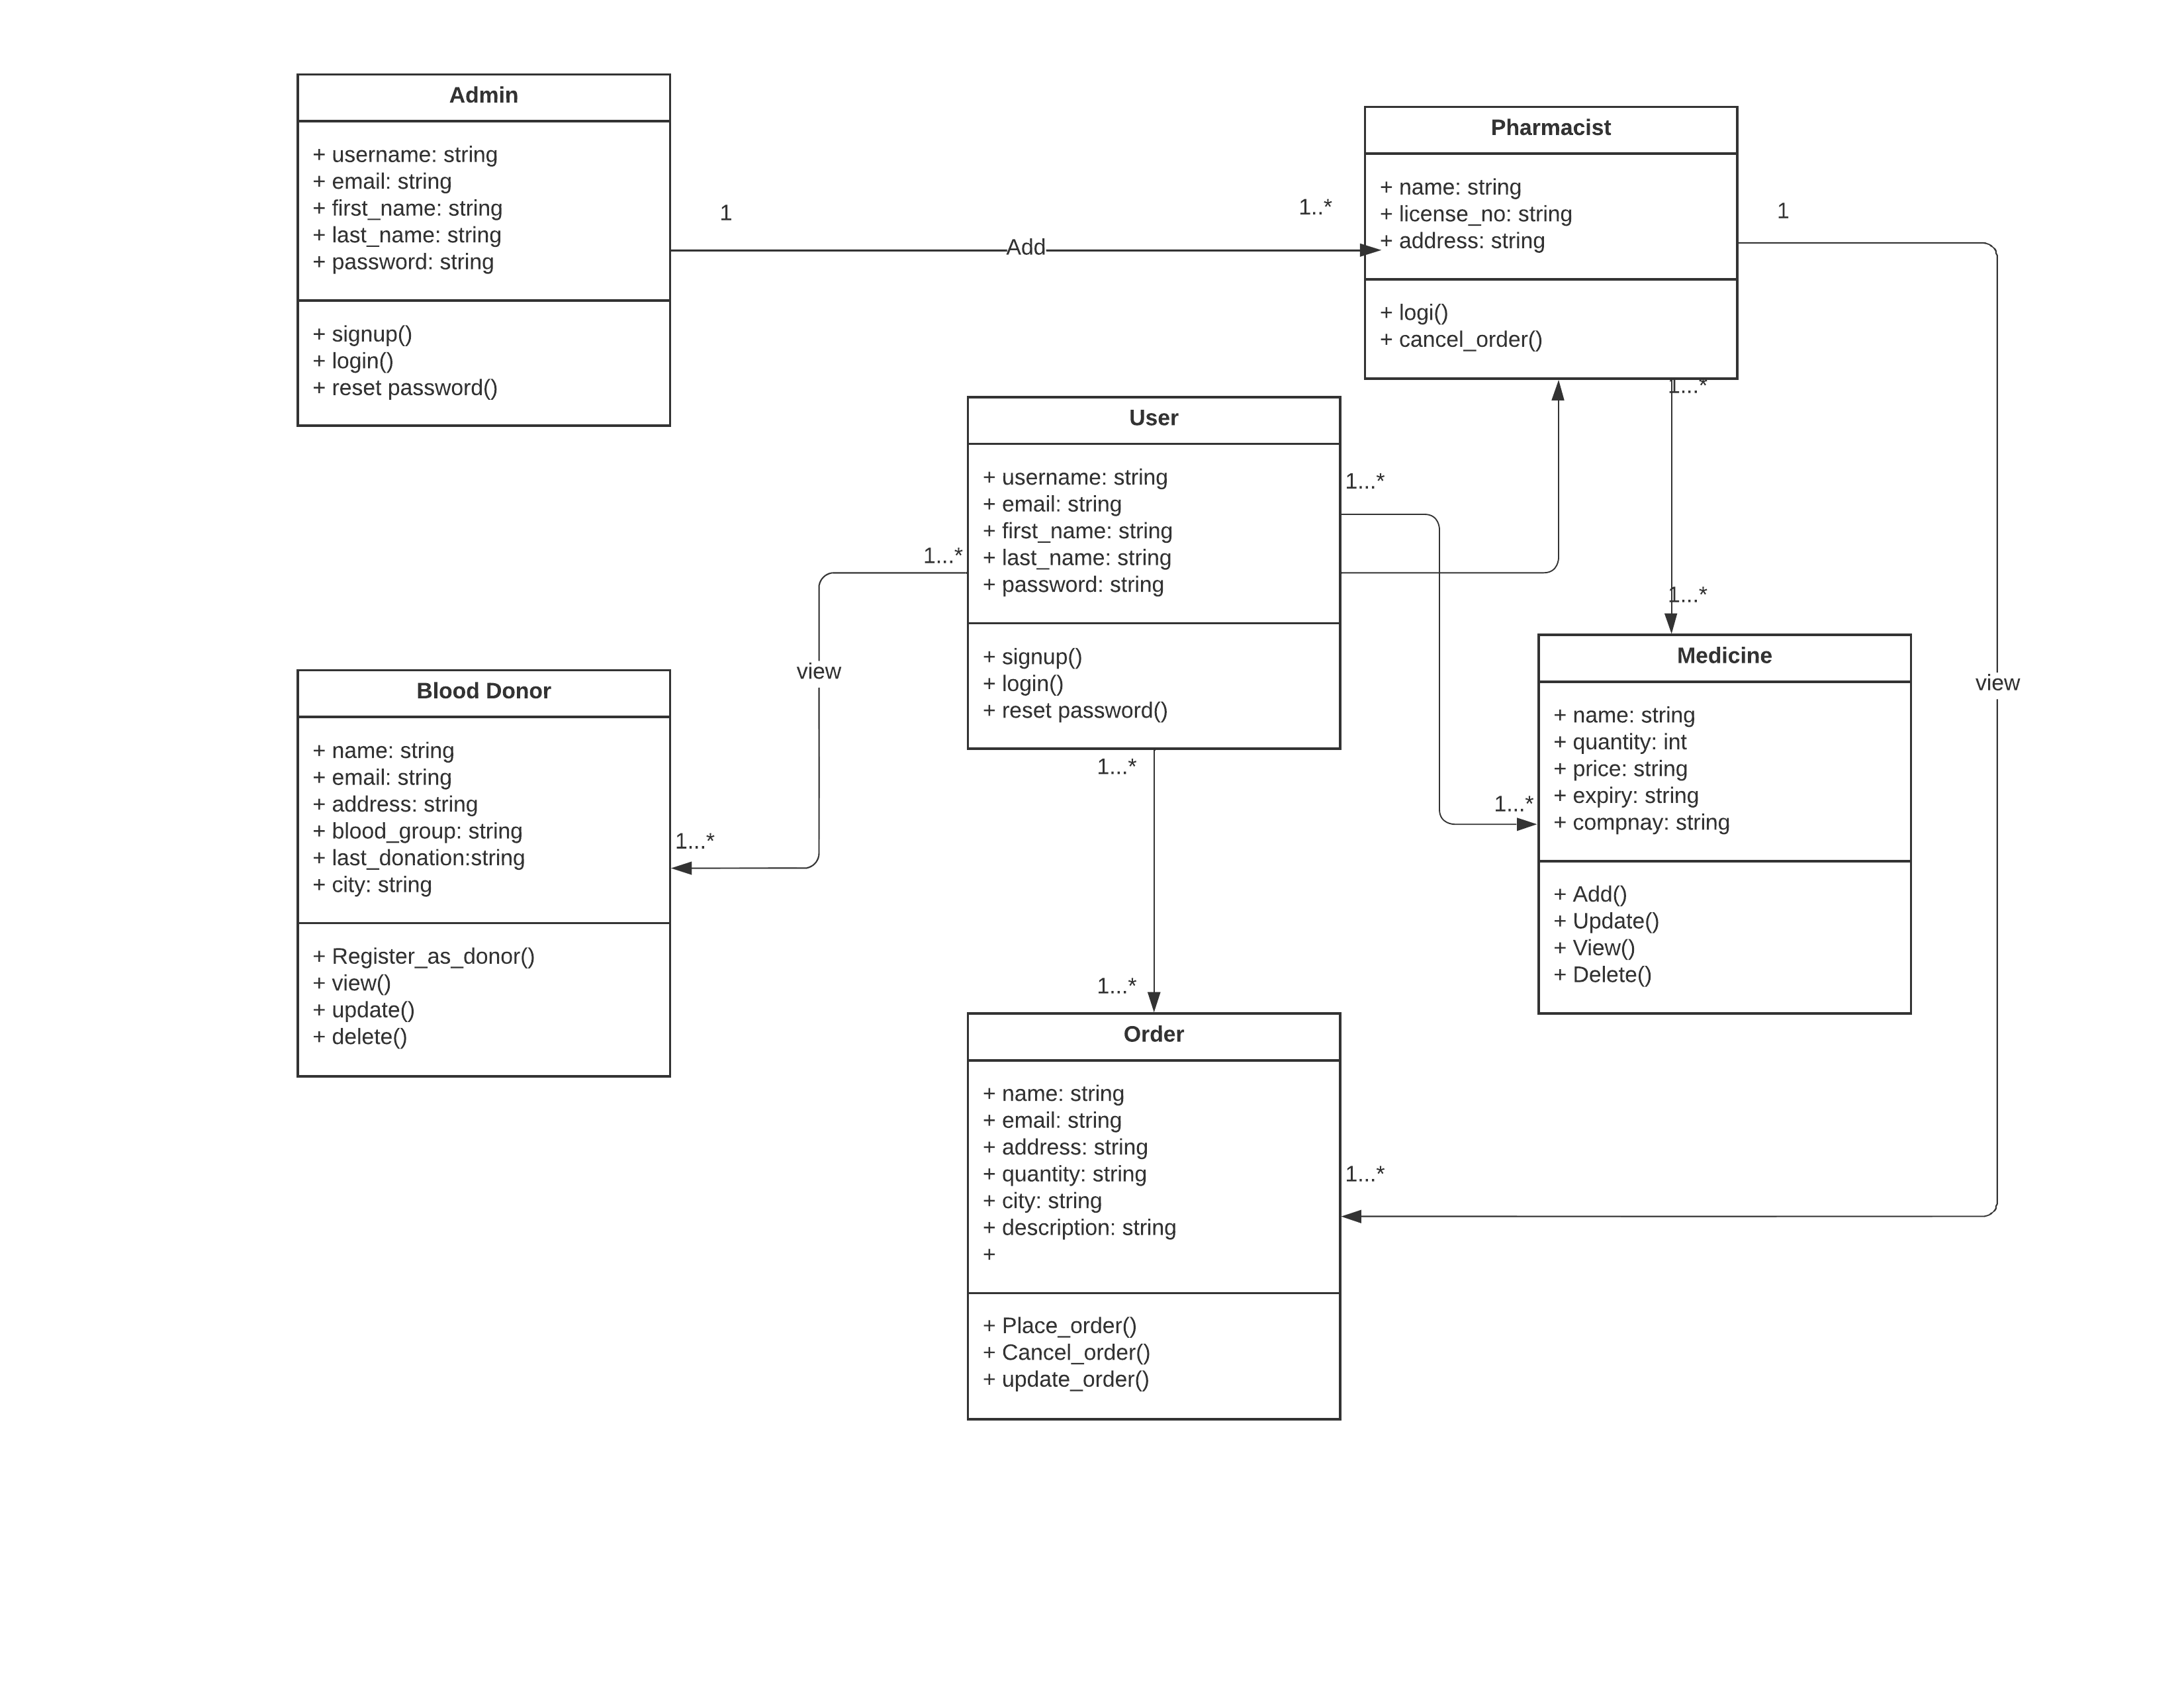 Admin
+ username: string
+ email: string
+ first_name: string
+ last_name: string
+ password: string
+ signup()
+ login()
+ reset password()
1
Add
1..*
Pharmacist
+ name: string
+ license_no: string
+ address: string
+ logi()
+ cancel_order()
1
1...*
User
+ username: string
+ email: string
+ first_name: string
+ last_name: string
+ password: string
+ signup()
+ login()
+ reset password()
1...*
1...*
1...*
view
view
Medicine
+ name: string
+ quantity: int
+ price: string
+ expiry: string
+ compnay: string
+ Add()
+ Update()
+ View()
+ Delete()
Blood Donor
+ name: string
+ email: string
+ address: string
+ blood_group: string
+ last_donation:string
+ city: string
+ Register_as_donor()
+ view()
+ update()
+ delete()
1...*
1...*
1...*
1...*
Order
+ name: string
+ email: string
+ address: string
+ quantity: string
+ city: string
+ description: string
+
+ Place_order()
+ Cancel_order()
+ update_order()
1...*